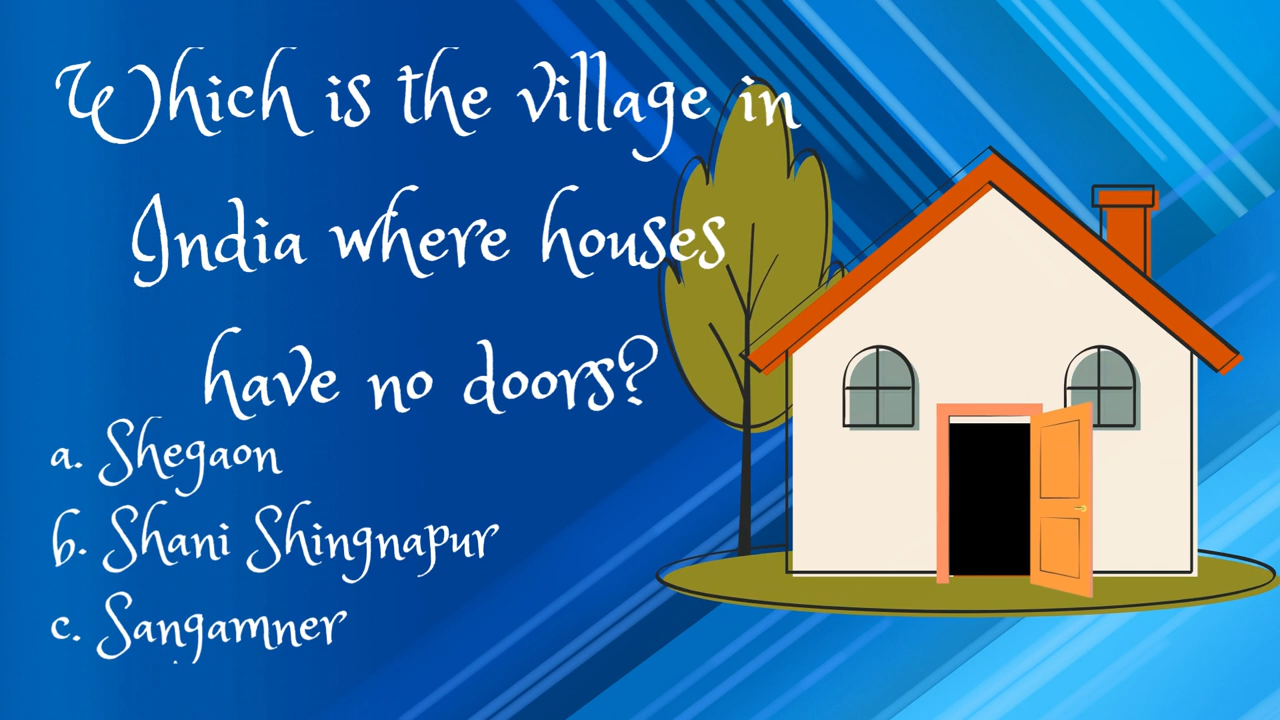 Which is the village in
India where houses
have no doors?
a. Shegaon
b. Shani Shingnapur
c. Sangamner